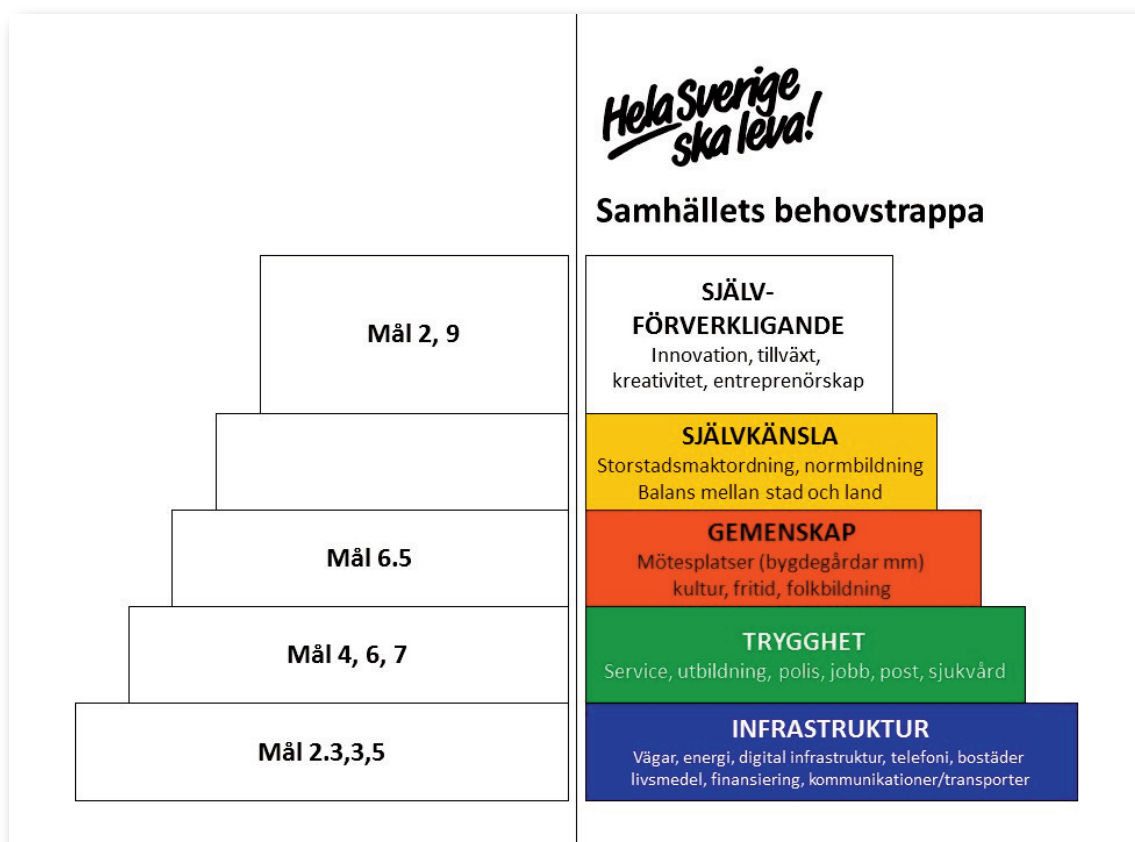 Hela Sverige
ska leva!
Samhällets behovstrappa
Mål 2, 9
SJÄLV-
FÖRVERKLIGANDE
Innovation, tillväxt,
kreativitet, entreprenörskap
SJÄLVKÄNSLA
Storstadsmaktordning, normbildning
Balans mellan stad och land
Mål 6.5
GEMENSKAP
Mötesplatser (bygdegårdar mm)
kultur, fritid, folkbildning
Mål 4, 6, 7
TRYGGHET
Service, utbildning, polis, jobb, post, sjukvård
Mål 2.3,3,5
INFRASTRUKTUR
Vägar, energi, digital infrastruktur, telefoni, bostäder
livsmedel, finansiering, kommunikationer/transporter